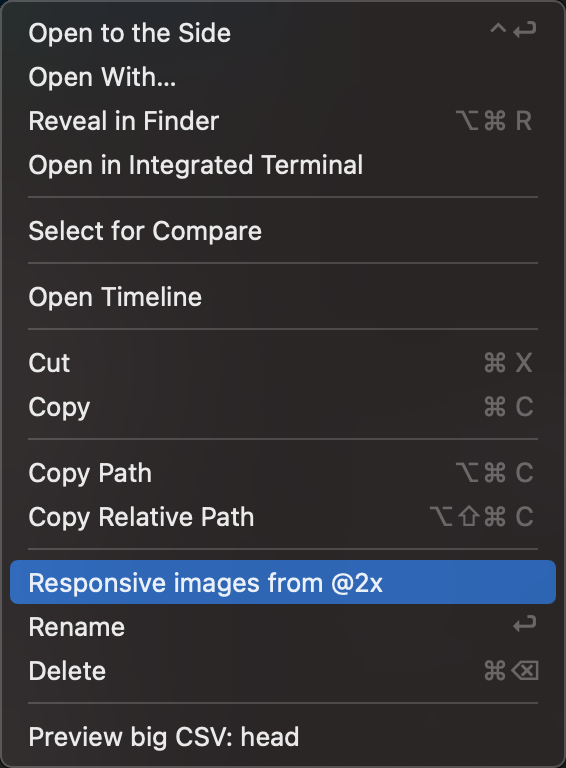 Open to the Side ⌃↩
Open With...
Reveal in Finder ⌥⌘ R
Open in Integrated Terminal
Select for Compare
Open Timeline
Cut ⌘ X
Copy ⌘ C
Copy Path ⌥⌘ C
Copy Relative Path ⌥⇧⌘ C
Responsive images from @2x
Rename ↩
Delete ⌘⌫
Preview big CSV: head